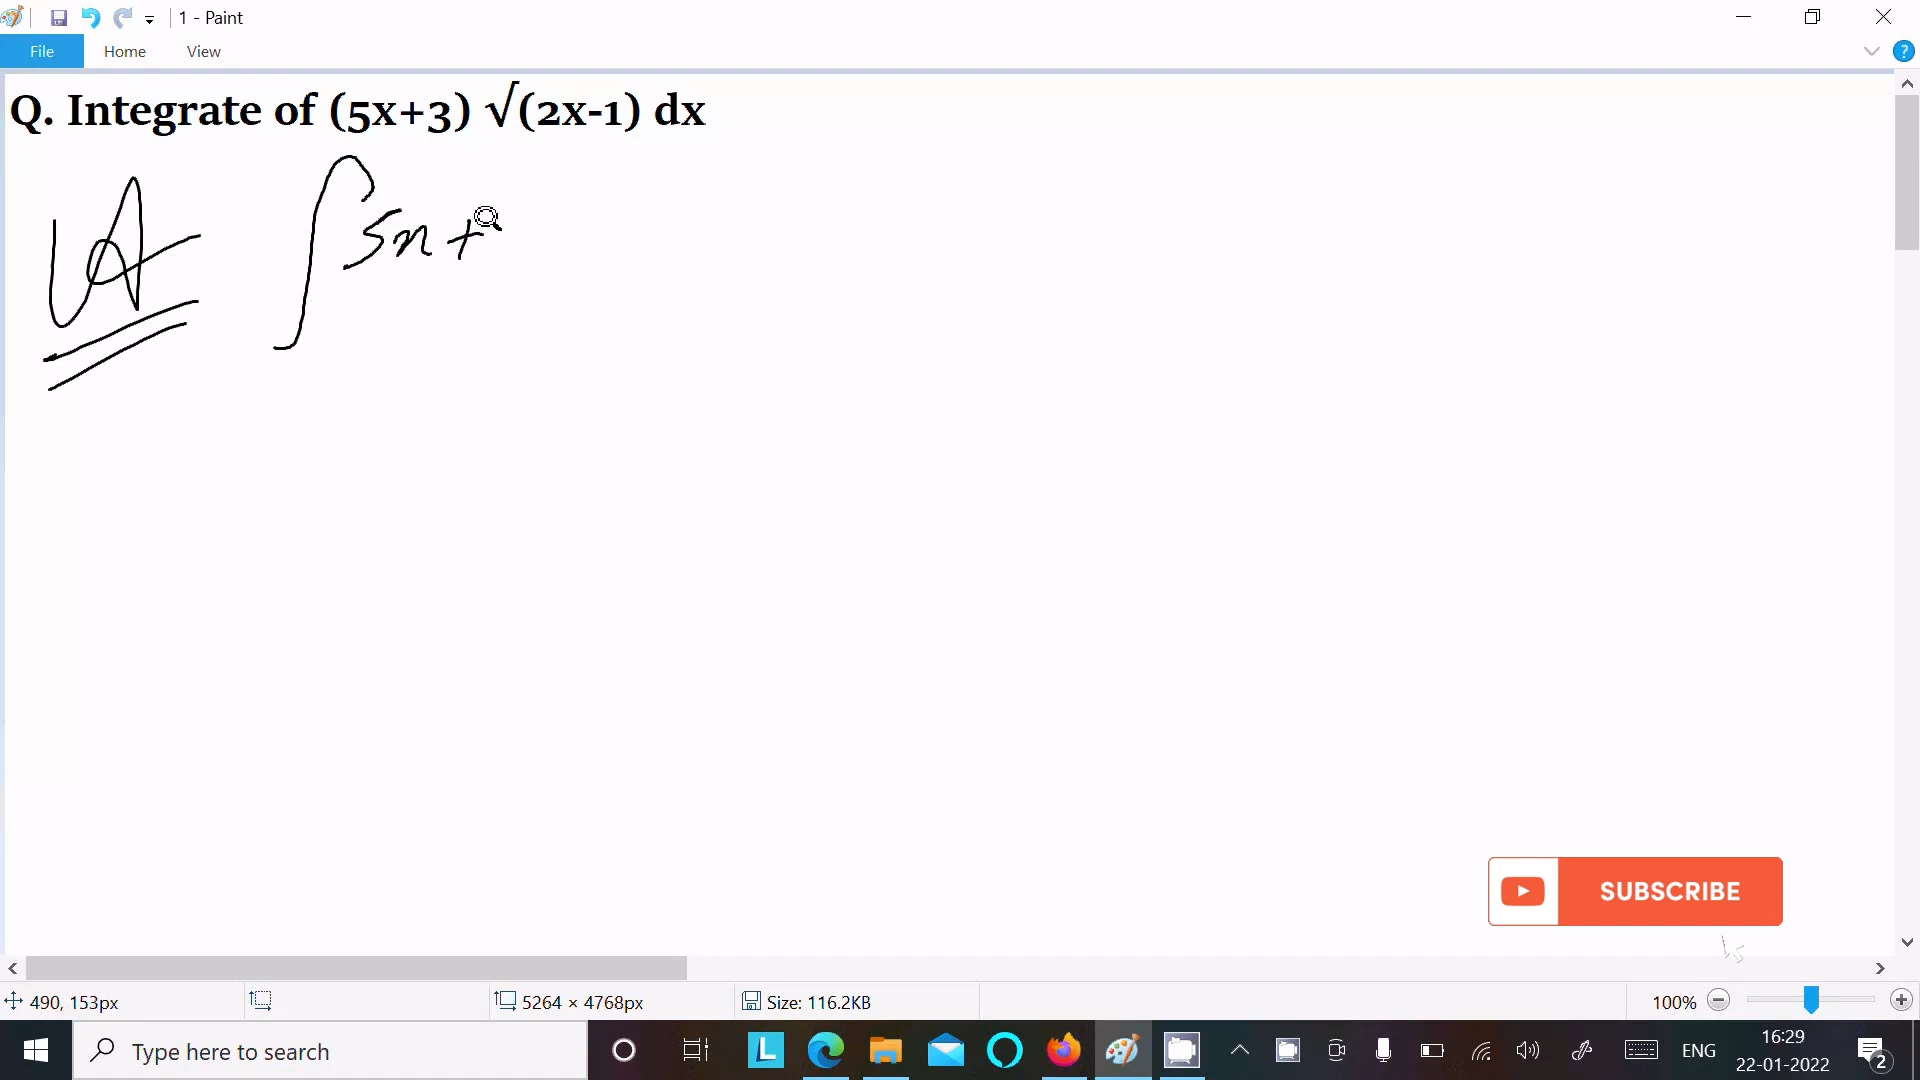 1 - Paint
File Home View
Q. Integrate of (5x+3) √(2x-1) dx
∫ 5x +
SUBSCRIBE
490, 153px 5264 × 4768px Size: 116.2KB 100%
Type here to search
L
ENG
16:29
22-01-2022
2